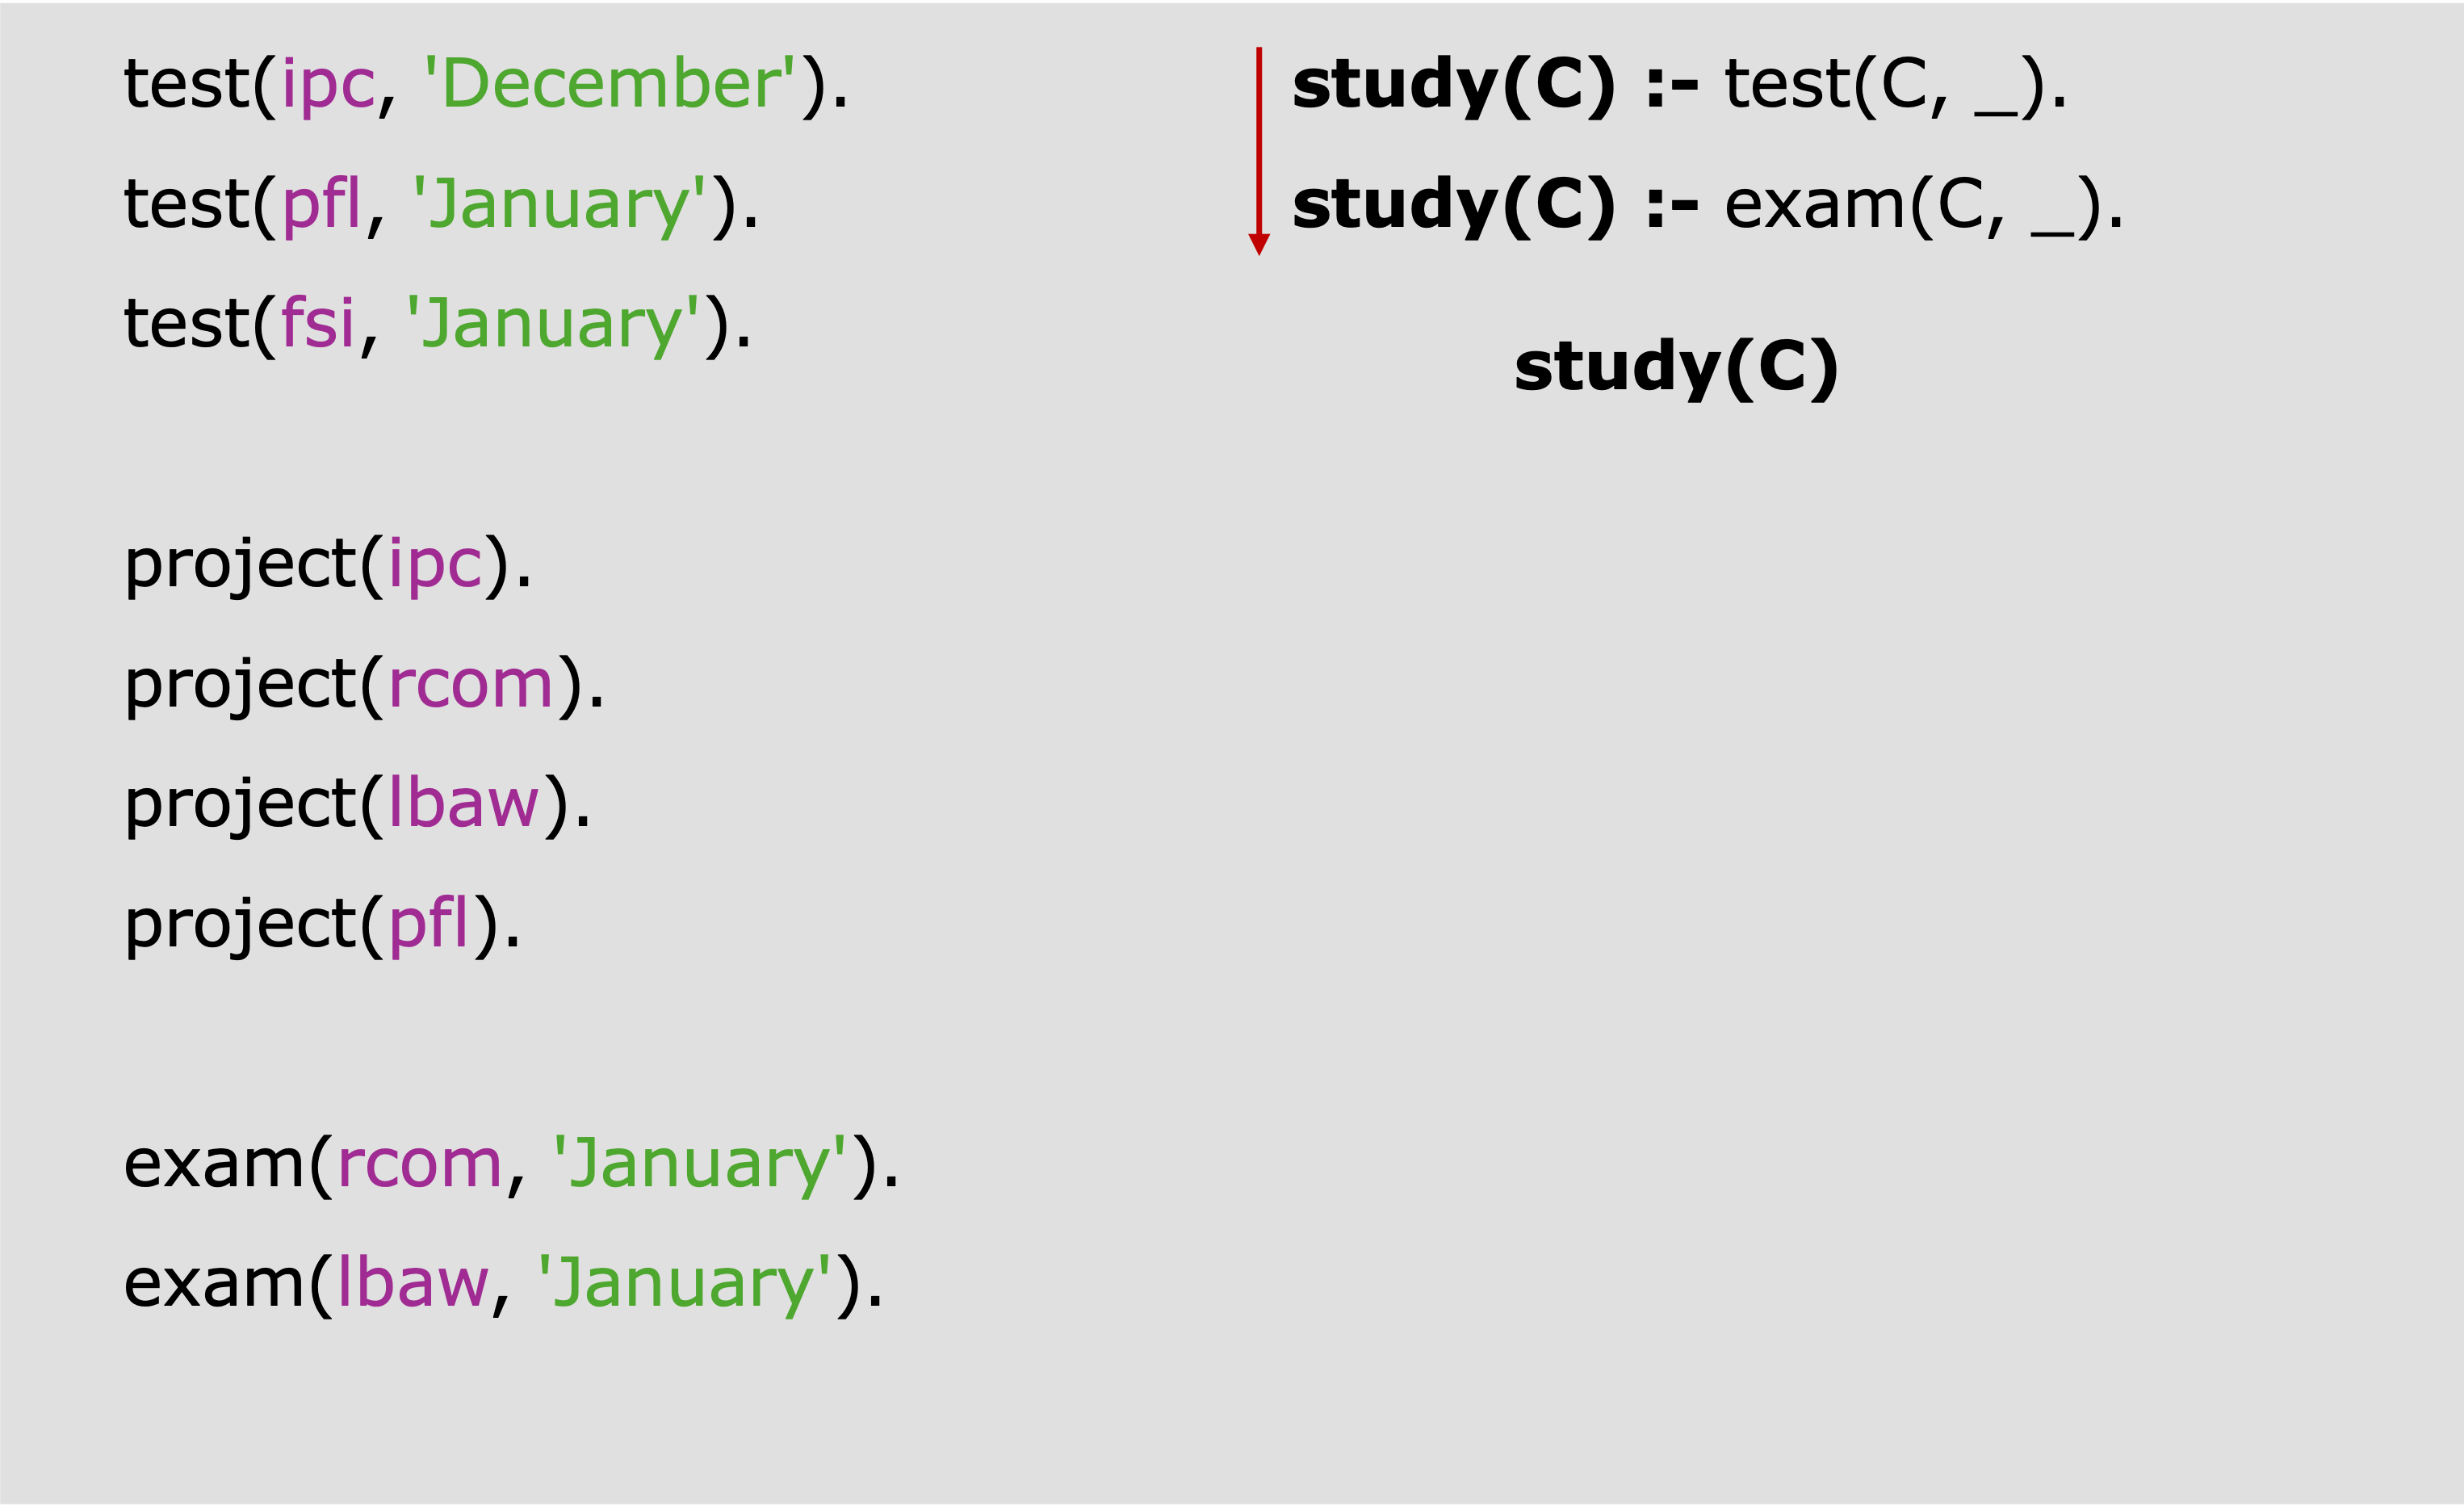 test(ipc, 'December').
test(pfl, 'January').
test(fsi, 'January').
project(ipc).
project(rcom).
project(lbaw).
project(pfl).
exam(rcom, 'January').
exam(lbaw, 'January').
study(C) :- test(C, _).
study(C) :- exam(C, _).
study(C)